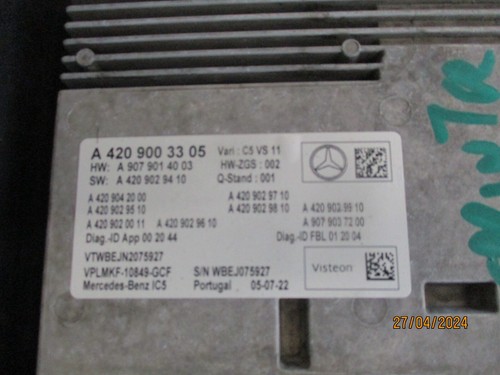 A 420 900 33 05 Vari : C5 VS 11
HW: A 907 901 40 03 HW-ZGS : 002
SW: A 420 902 94 10 Q-Stand : 001
A 420 904 20 00 A 420 902 97 10
A 420 902 95 10 A 420 902 98 10 A 420 902 99 10
A 420 902 00 11 A 420 902 96 10 A 907 903 72 00
Diag.-ID App 00 20 44 Diag.-ID FBL 01 20 04
VTWBEJN2075927
VPLMKF-10849-GCF S/N WBEJ075927 Visteon
Mercedes-Benz IC5 Portugal 05-07-22
27/04/2024